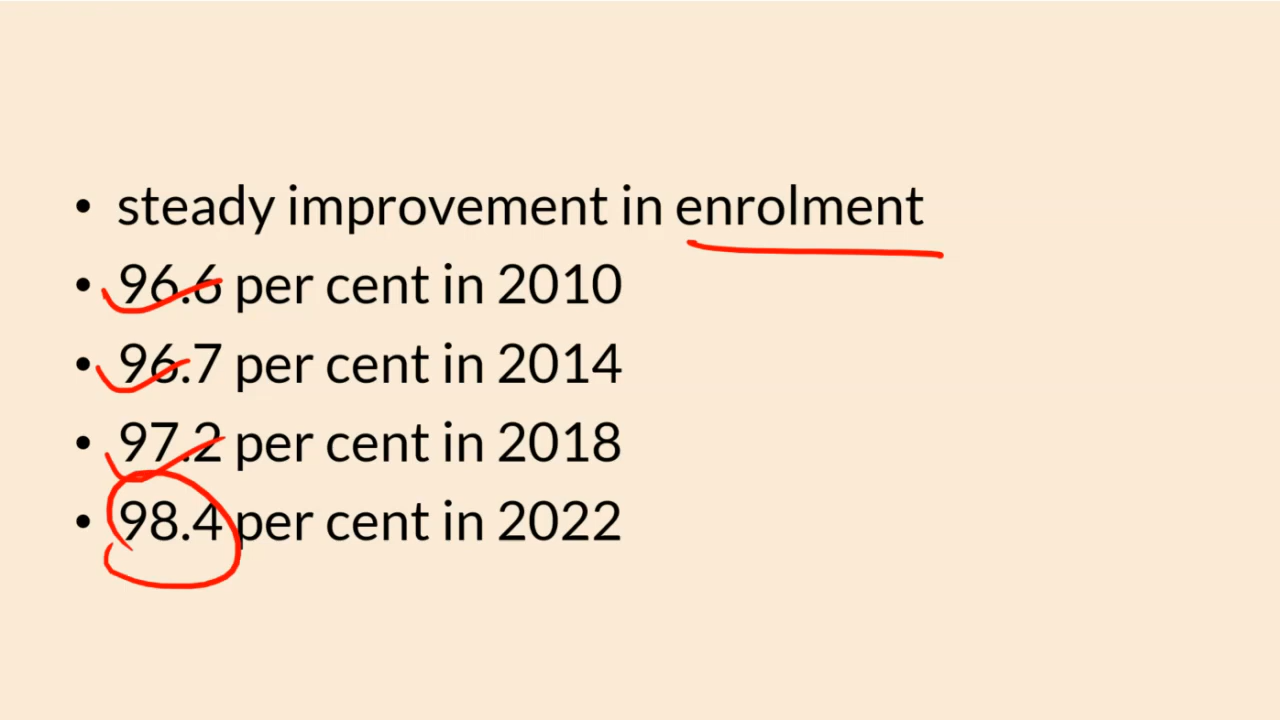 • steady improvement in enrolment
• 96.6 per cent in 2010
• 96.7 per cent in 2014
• 97.2 per cent in 2018
• 98.4 per cent in 2022